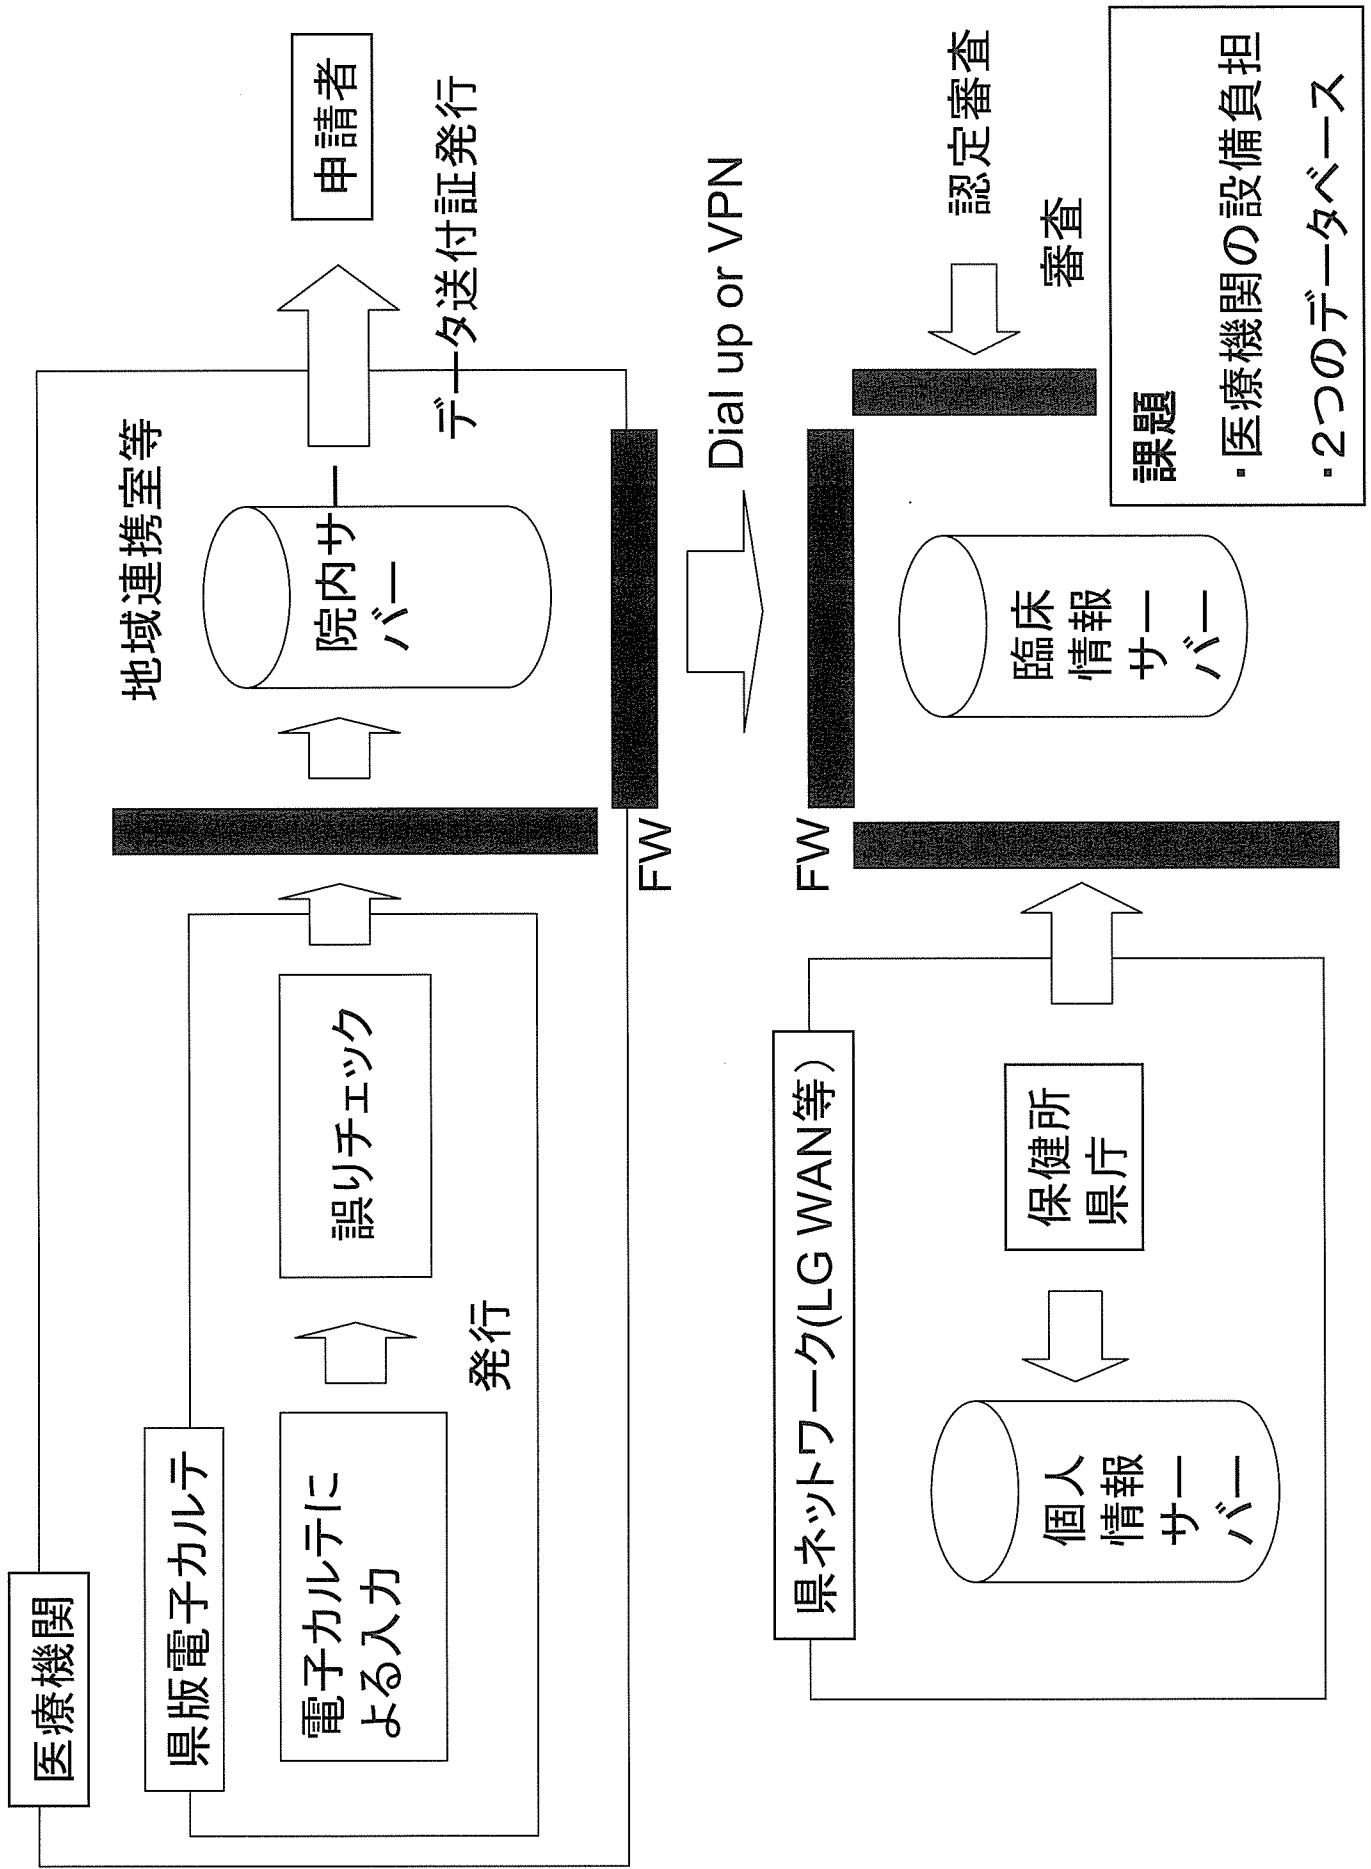 医療機関
県版電子カルテ
電子カルテに
よる入力
発行
誤りチェック
地域連携室等
院内サー
バー
申請者
データ送付証発行
FW
Dial up or VPN
FW
県ネットワーク(LG WAN等)
個人
情報
サー
バー
保健所
県庁
臨床
情報
サー
バー
認定審査
審査
課題
・医療機関の設備負担
・2つのデータベース